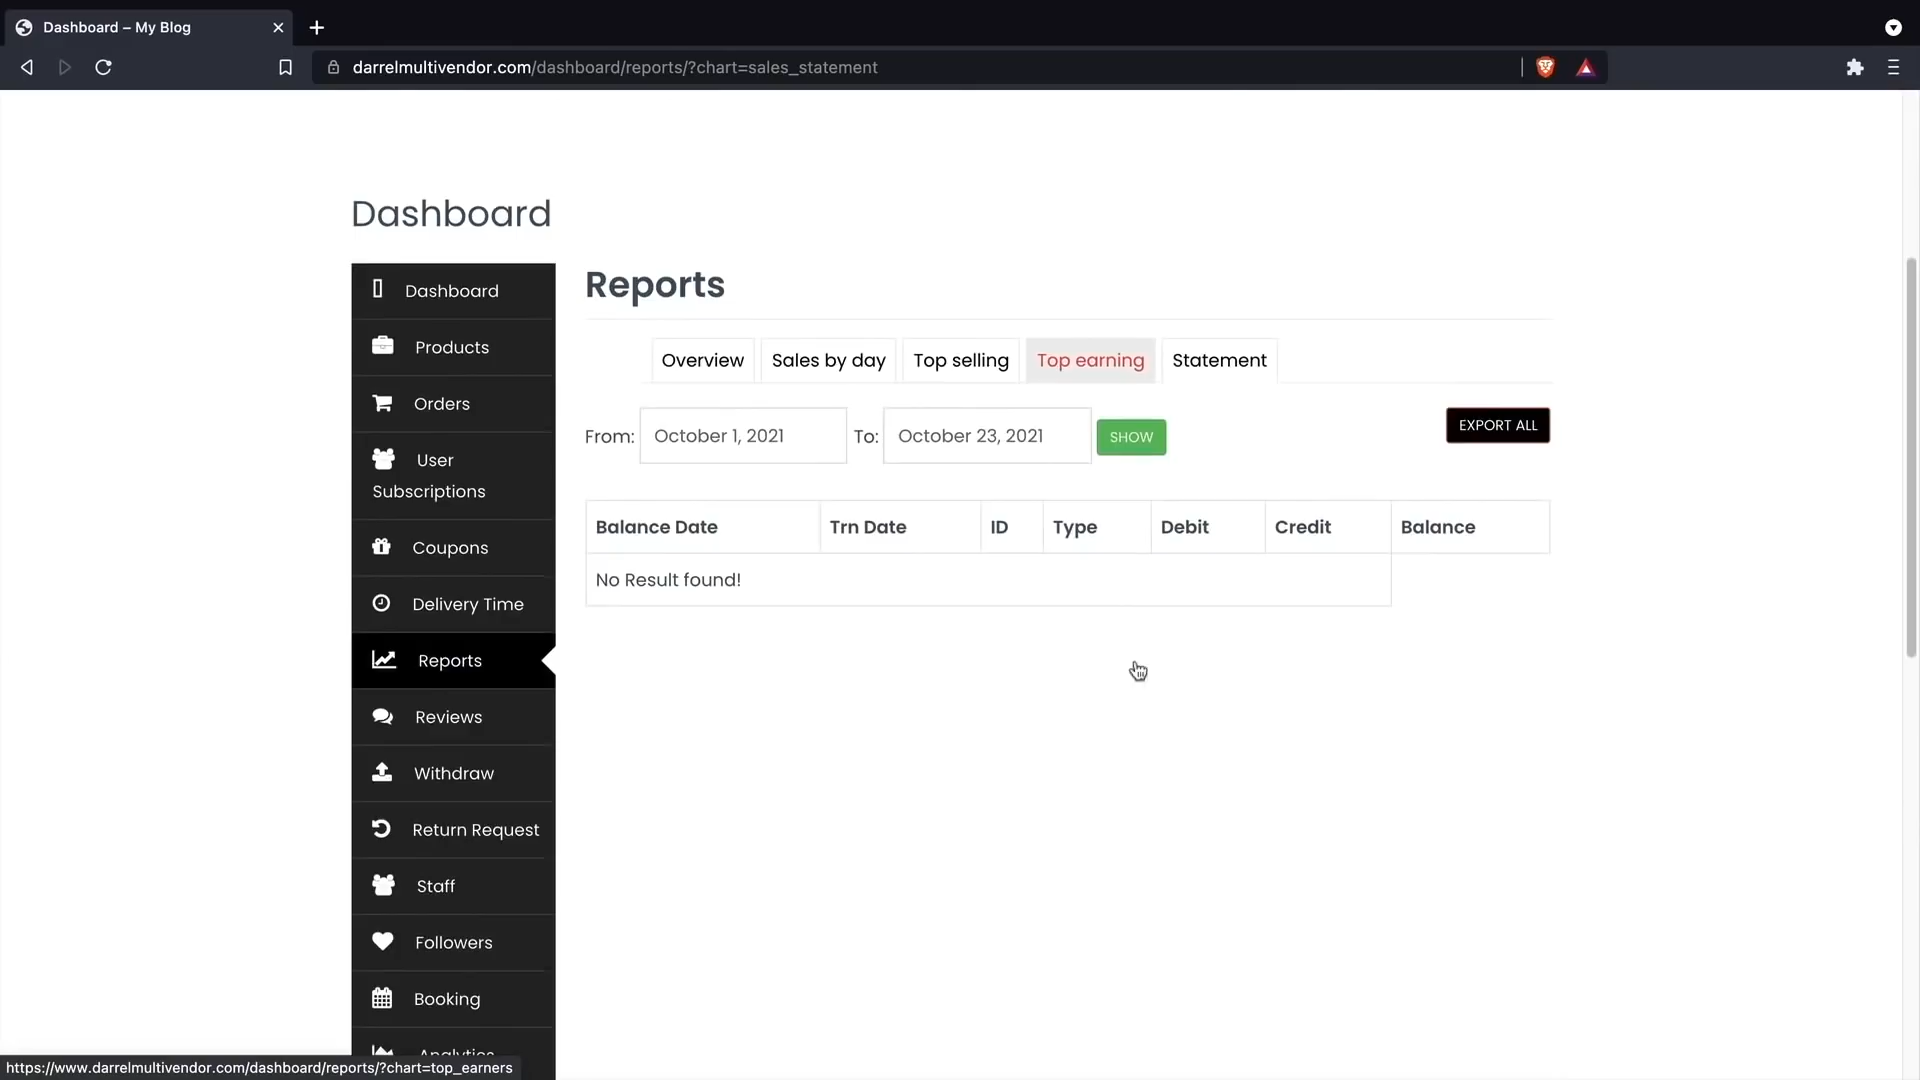 Dashboard – My Blog
darrelmultivendor.com/dashboard/reports/?chart=sales_statement
Dashboard
Dashboard
Products
Orders
User
Subscriptions
Coupons
Delivery Time
Reports
Reviews
Withdraw
Return Request
Staff
Followers
Booking
Analytics
Reports
Overview Sales by day Top selling Top earning Statement
From: October 1, 2021 To: October 23, 2021 SHOW EXPORT ALL
Balance Date Trn Date ID Type Debit Credit Balance
No Result found!
https://www.darrelmultivendor.com/dashboard/reports/?chart=top_earners